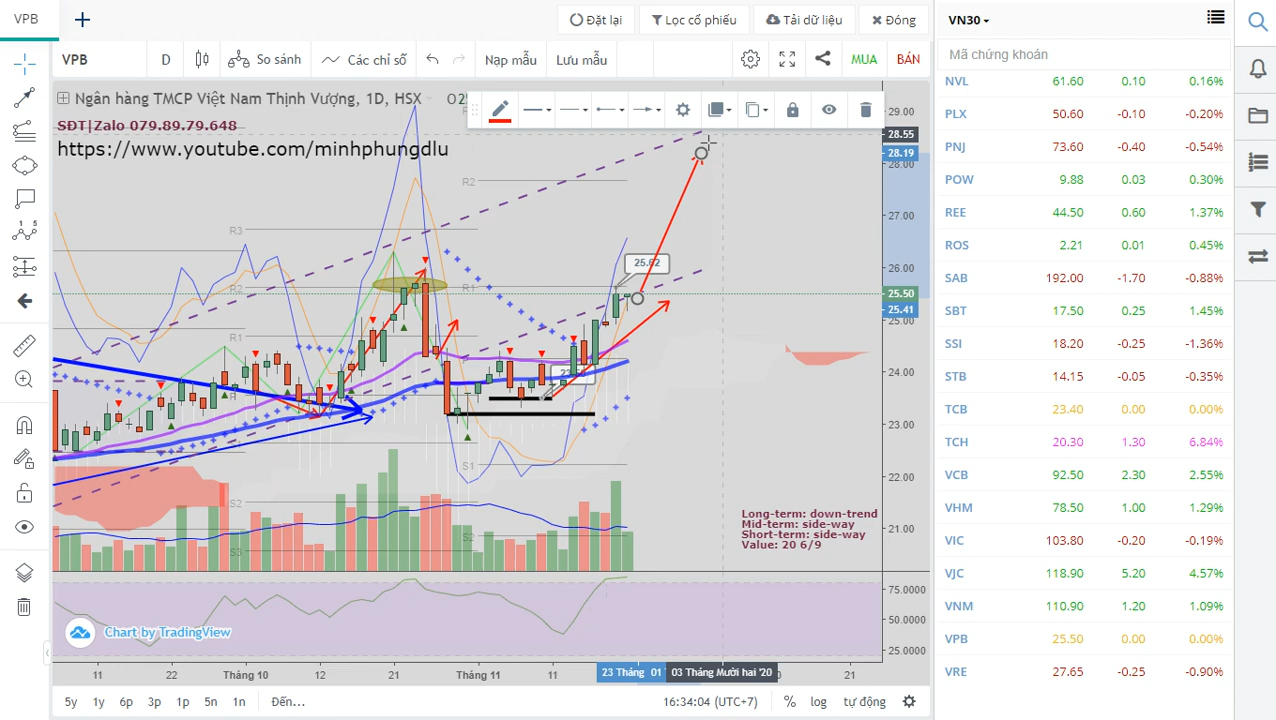 VPB +
Đặt lại Lọc cổ phiếu Tải dữ liệu Đóng
VN30
VPB D So sánh Các chỉ số Nạp mẫu Lưu mẫu MUA BÁN
Mã chứng khoán
Ngân hàng TMCP Việt Nam Thịnh Vượng, 1D, HSX
SĐT|Zalo 079.89.79.648
https://www.youtube.com/minhphungdlu
NVL 61.60 0.10 0.16%
PLX 50.60 -0.10 -0.20%
PNJ 73.60 -0.40 -0.54%
POW 9.88 0.03 0.30%
REE 44.50 0.60 1.37%
ROS 2.21 0.01 0.45%
SAB 192.00 -1.70 -0.88%
SBT 17.50 0.25 1.45%
SSI 18.20 -0.25 -1.36%
STB 14.15 -0.05 -0.35%
TCB 23.40 0.00 0.00%
TCH 20.30 1.30 6.84%
VCB 92.50 2.30 2.55%
VHM 78.50 1.00 1.29%
VIC 103.80 -0.20 -0.19%
VJC 118.90 5.20 4.57%
VNM 110.90 1.20 1.09%
VPB 25.50 0.00 0.00%
VRE 27.65 -0.25 -0.90%
29.00
28.55
28.19
28.00
27.00
26.00
25.50
25.41
25.00
24.00
23.00
22.00
21.00
75.0000
50.0000
25.0000
R3
R2
R1
S2
S3
R2
R1
S1
S2
25.62
Long-term: down-trend
Mid-term: side-way
Short-term: side-way
Value: 20 6/9
Chart by TradingView
11 22 Tháng 10 12 21 Tháng 11 11 23 Tháng 01 03 Tháng Mười hai '20 21
5y 1y 6p 3p 1p 5n 1n Đến... 16:34:04 (UTC+7) % log tự động